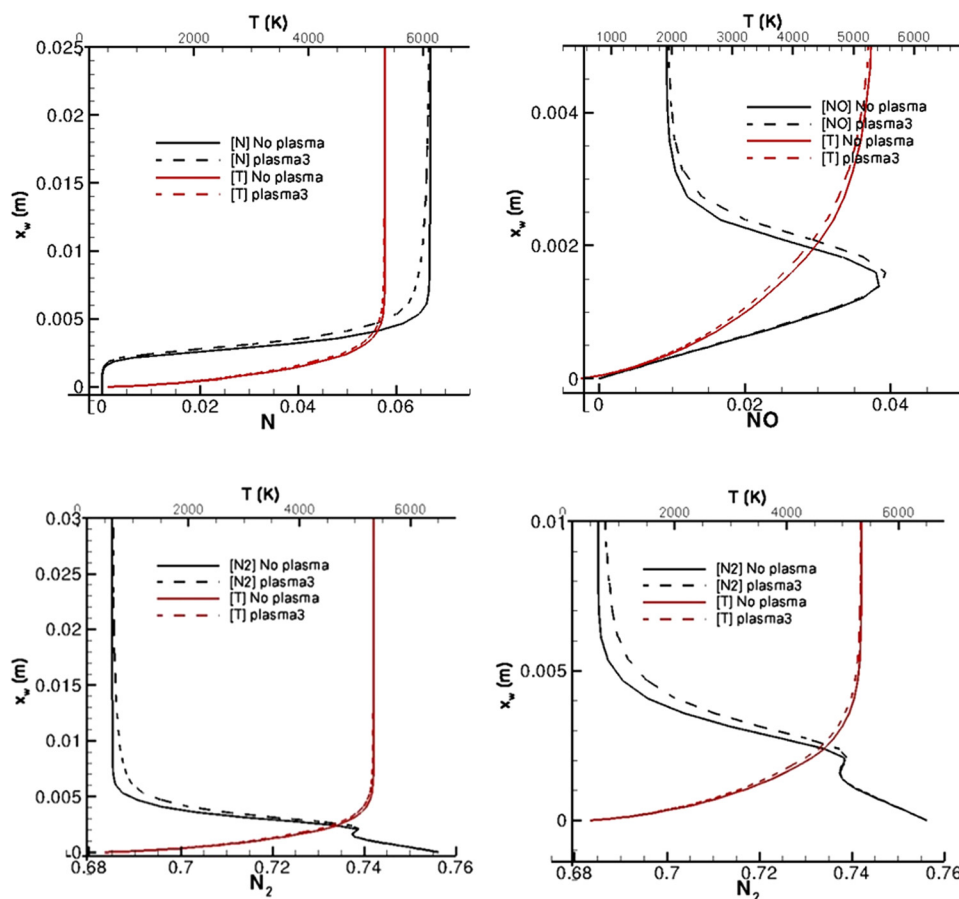 T (K)
0 2000 4000 6000
0.025
0.02
0.015
0.01
0.005
0
x_w (m)
[N] No plasma
[N] plasma3
[T] No plasma
[T] plasma3
0 0.02 0.04 0.06
N
T (K)
1000 2000 3000 4000 5000 6000
0.004
0.002
0
x_w (m)
[NO] No plasma
[NO] plasma3
[T] No plasma
[T] plasma3
0 0.02 0.04
NO
T (K)
0 2000 4000 6000
0.03
0.025
0.02
0.015
0.01
0.005
0
x_w (m)
[N2] No plasma
[N2] plasma3
[T] No plasma
[T] plasma3
0.68 0.7 0.72 0.74 0.76
N₂
T (K)
0 2000 4000 6000
0.01
0.005
0
x_w (m)
[N2] No plasma
[N2] plasma3
[T] No plasma
[T] plasma3
0.68 0.7 0.72 0.74 0.76
N₂